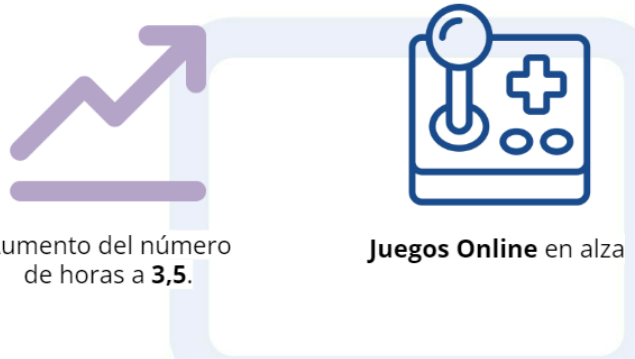 umento del número
de horas a 3,5.
Juegos Online en alza